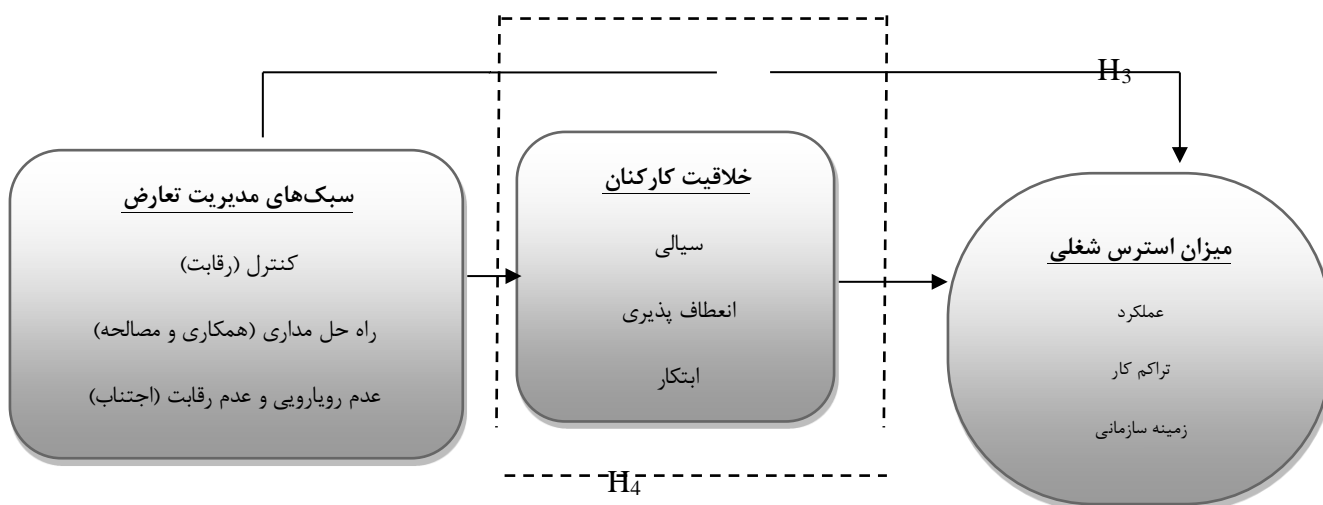 H3
سبک‌های مدیریت تعارض
کنترل (رقابت)
راه حل مداری (همکاری و مصالحه)
عدم رویارویی و عدم رقابت (اجتناب)
خلاقیت کارکنان
سیالی
انعطاف پذیری
ابتکار
میزان استرس شغلی
عملکرد
تراکم کار
زمینه سازمانی
H4